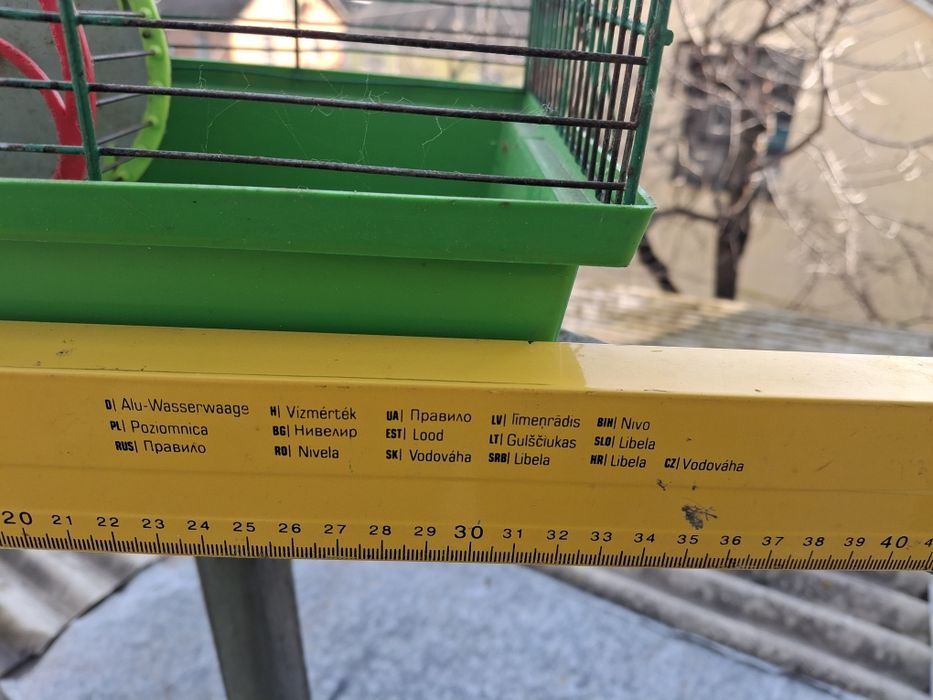 D| Alu-Wasserwaage H| Vizmérték UA| Правило LV| līmeņrādis BIH| Nivo
PL| Poziomnica BG| Нивелир EST| Lood LT| Gulščiukas SLO| Libela
RUS| Правило RO| Nivela SK| Vodováha SRB| Libela HR| Libela CZ| Vodováha
20 21 22 23 24 25 26 27 28 29 30 31 32 33 34 35 36 37 38 39 40